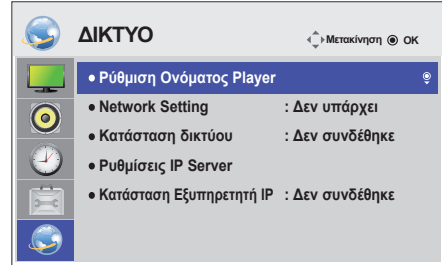 ΔΙΚΤΥΟ
Μετακίνηση OK
• Ρύθμιση Ονόματος Player
• Network Setting : Δεν υπάρχει
• Κατάσταση δικτύου : Δεν συνδέθηκε
• Ρυθμίσεις IP Server
• Κατάσταση Εξυπηρετητή IP : Δεν συνδέθηκε